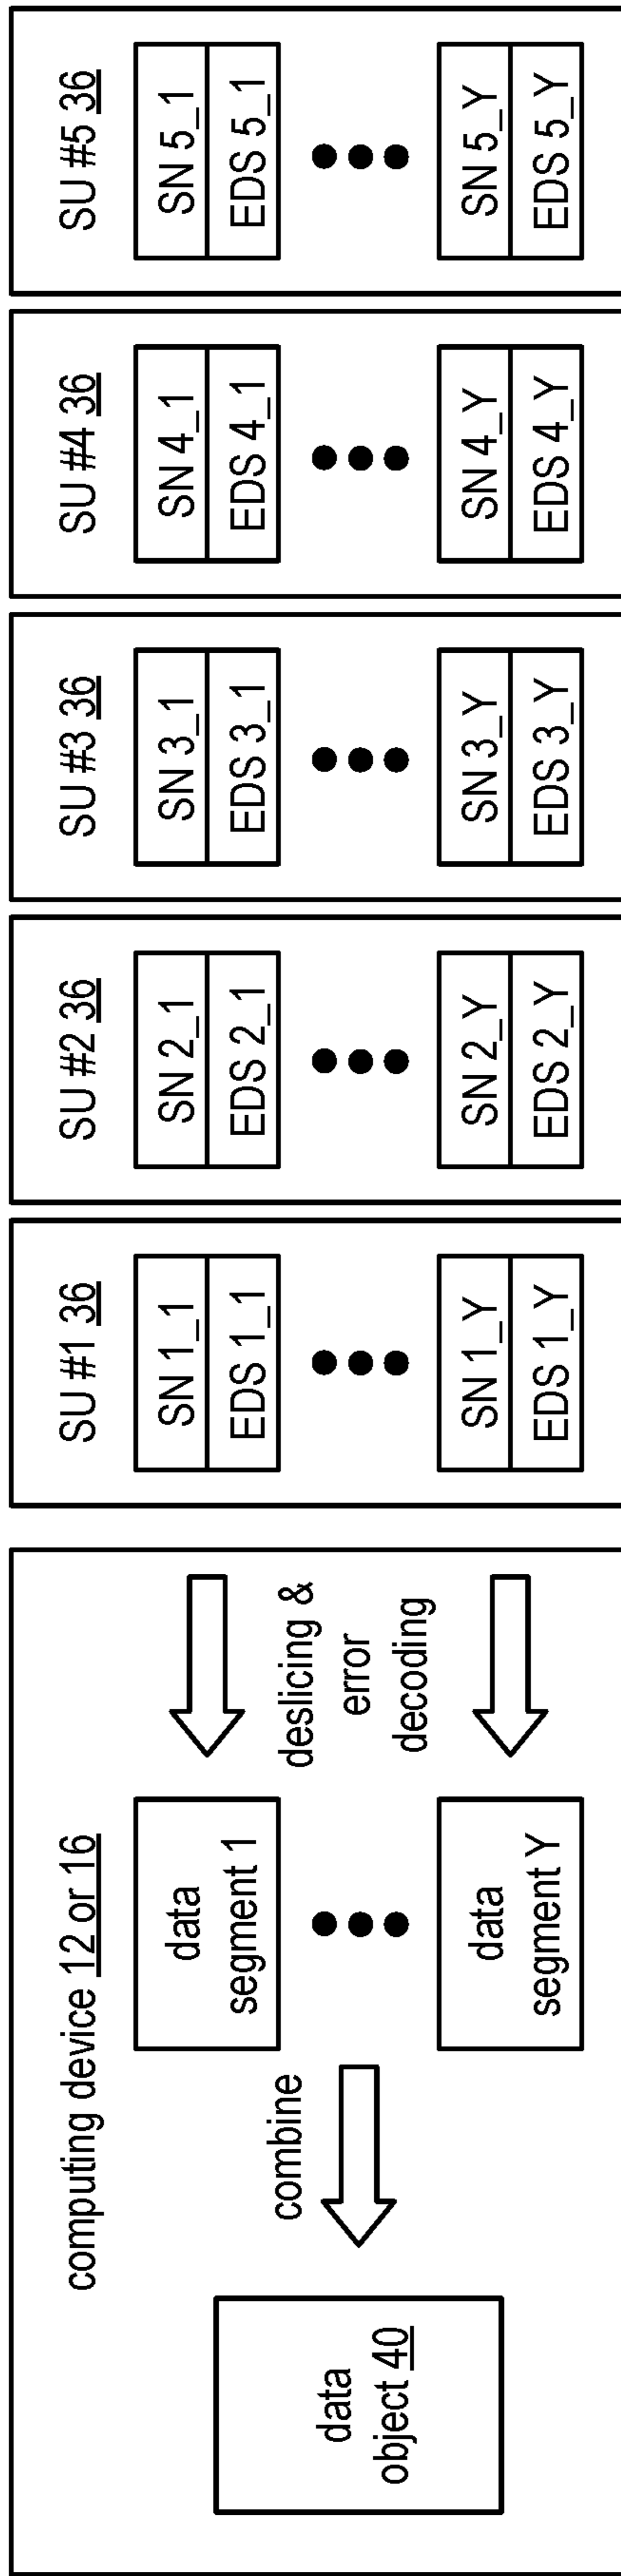 computing device 12 or 16
data
object 40
combine
data
segment 1
data
segment Y
deslicing &
error
decoding
SU #1 36
SN 1_1
EDS 1_1
SN 1_Y
EDS 1_Y
SU #2 36
SN 2_1
EDS 2_1
SN 2_Y
EDS 2_Y
SU #3 36
SN 3_1
EDS 3_1
SN 3_Y
EDS 3_Y
SU #4 36
SN 4_1
EDS 4_1
SN 4_Y
EDS 4_Y
SU #5 36
SN 5_1
EDS 5_1
SN 5_Y
EDS 5_Y